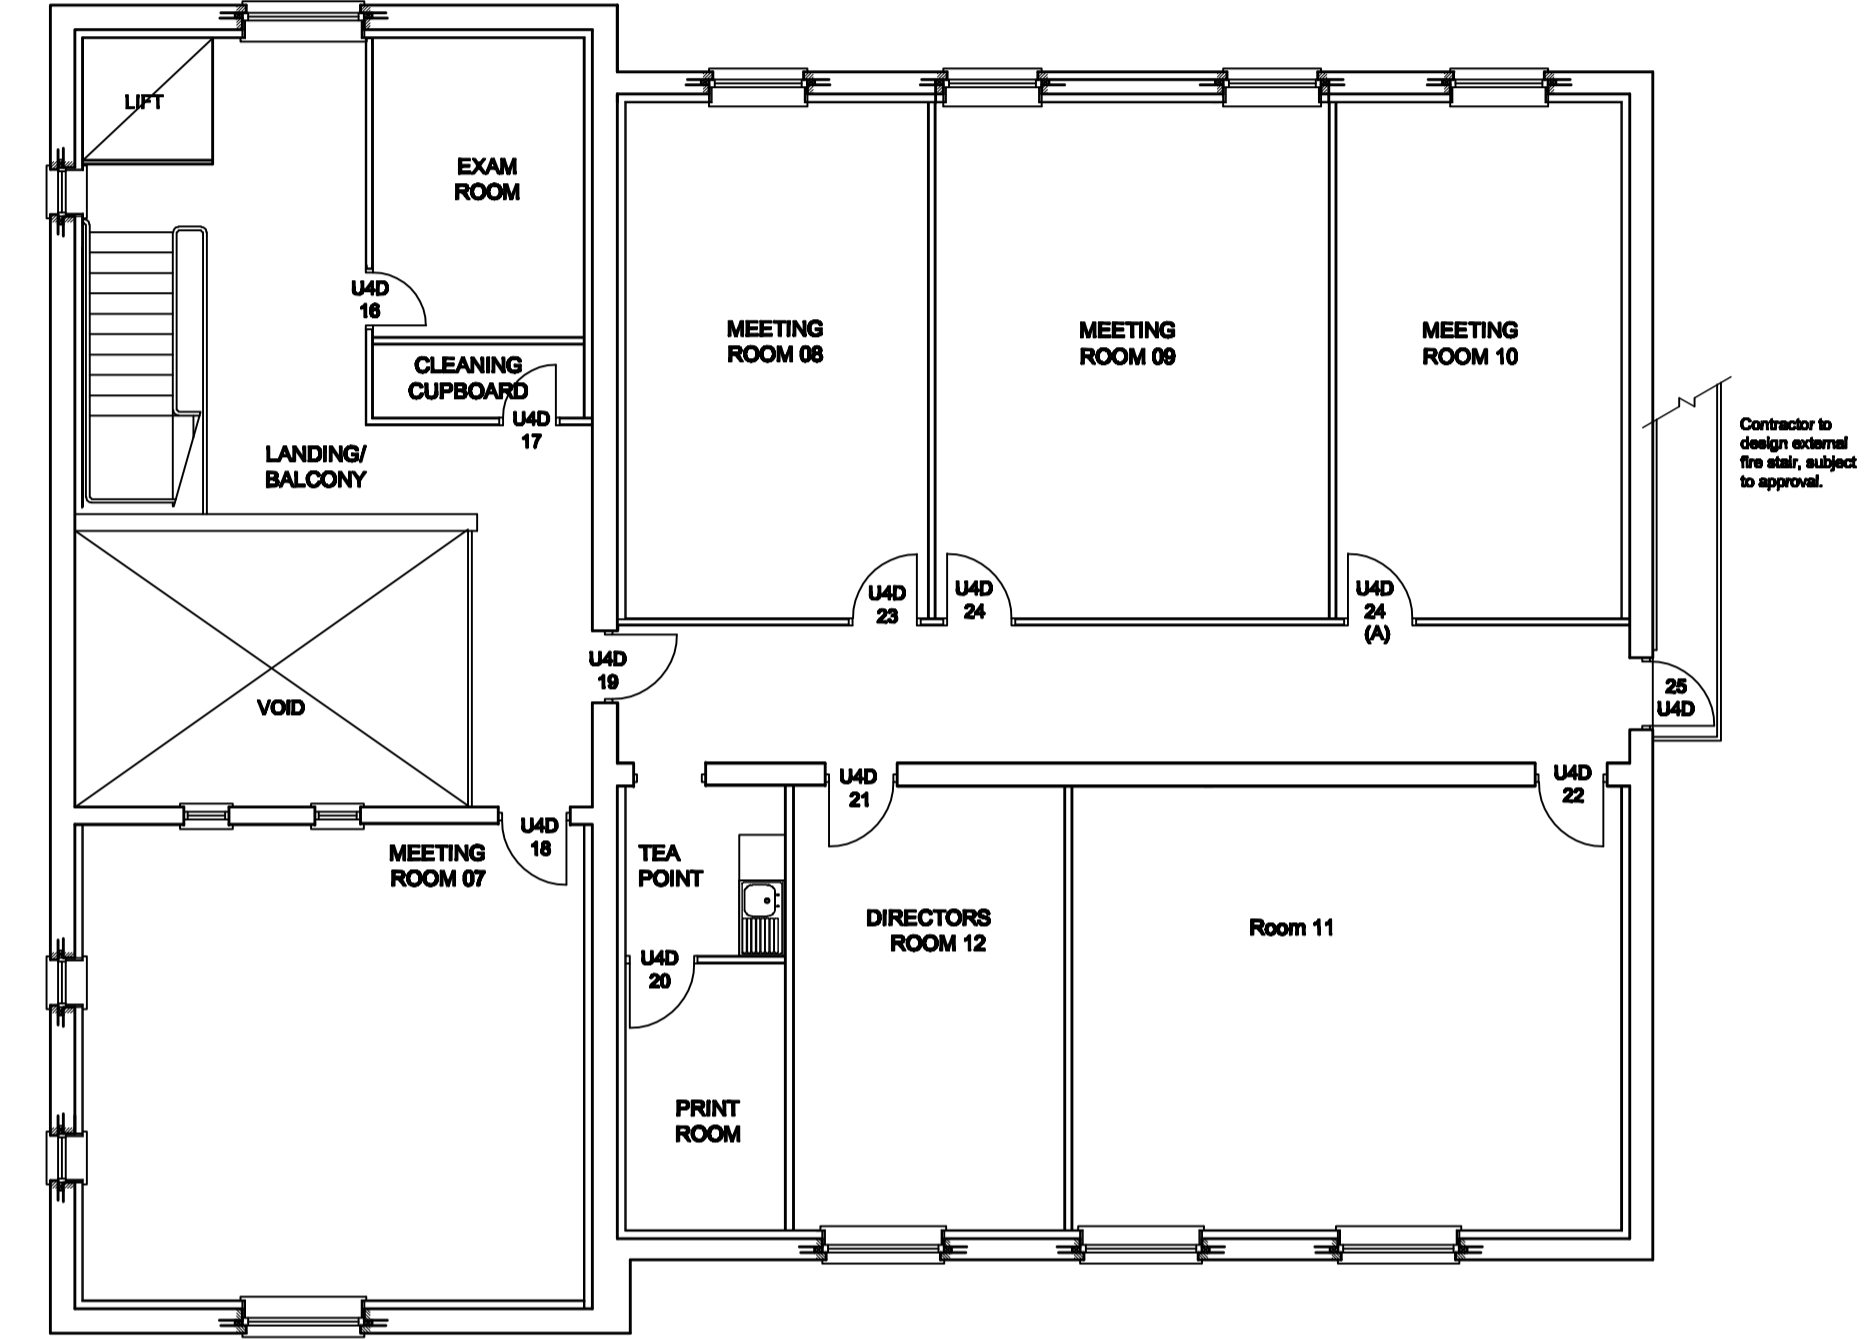 LIFT
EXAM
ROOM
U4D
16
CLEANING
CUPBOARD
U4D
17
LANDING/
BALCONY
VOID
MEETING
ROOM 08
MEETING
ROOM 09
MEETING
ROOM 10
Contractor to
design external
fire stair, subject
to approval.
U4D
23
U4D
24
U4D
24
(A)
U4D
19
25
U4D
U4D
18
MEETING
ROOM 07
TEA
POINT
U4D
21
U4D
22
DIRECTORS
ROOM 12
Room 11
U4D
20
PRINT
ROOM